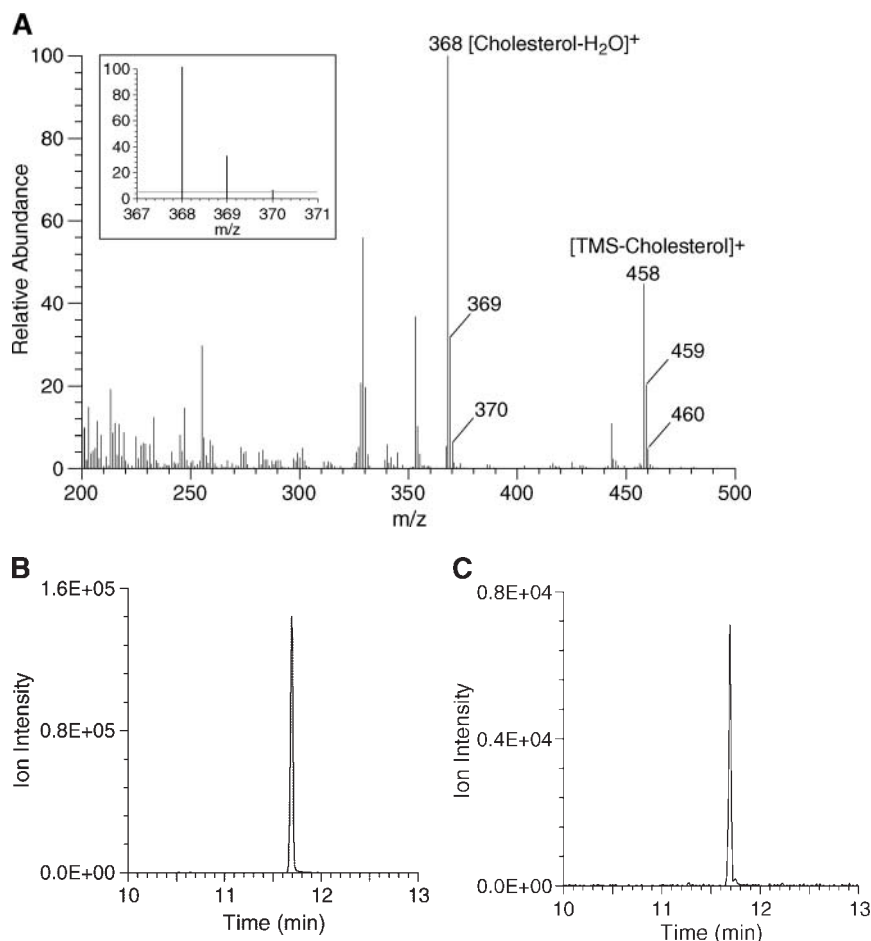 A
368 [Cholesterol-H₂O]⁺
100
80
60
40
20
0
Relative Abundance
200
250
300
350
400
450
500
m/z
100
80
60
40
20
0
367
368
369
370
371
m/z
369
370
[TMS-Cholesterol]⁺
458
459
460
B
1.6E+05
0.8E+05
0.0E+00
Ion Intensity
10
11
12
13
Time (min)
C
0.8E+04
0.4E+04
0.0E+00
Ion Intensity
10
11
12
13
Time (min)